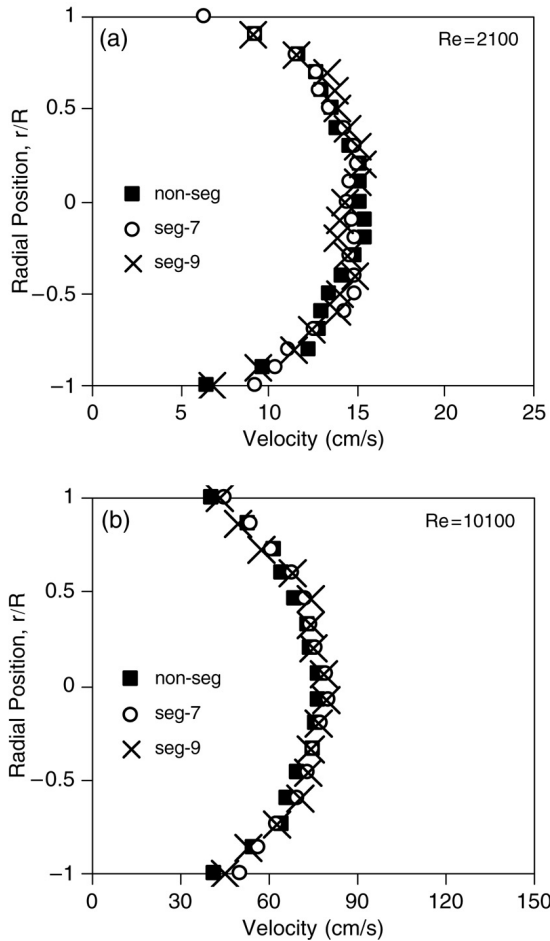 (a)
Re=2100
Radial Position, r/R
1
0.5
0
−0.5
−1
non-seg
seg-7
seg-9
0
5
10
15
20
25
Velocity (cm/s)
(b)
Re=10100
Radial Position, r/R
1
0.5
0
−0.5
−1
non-seg
seg-7
seg-9
0
30
60
90
120
150
Velocity (cm/s)